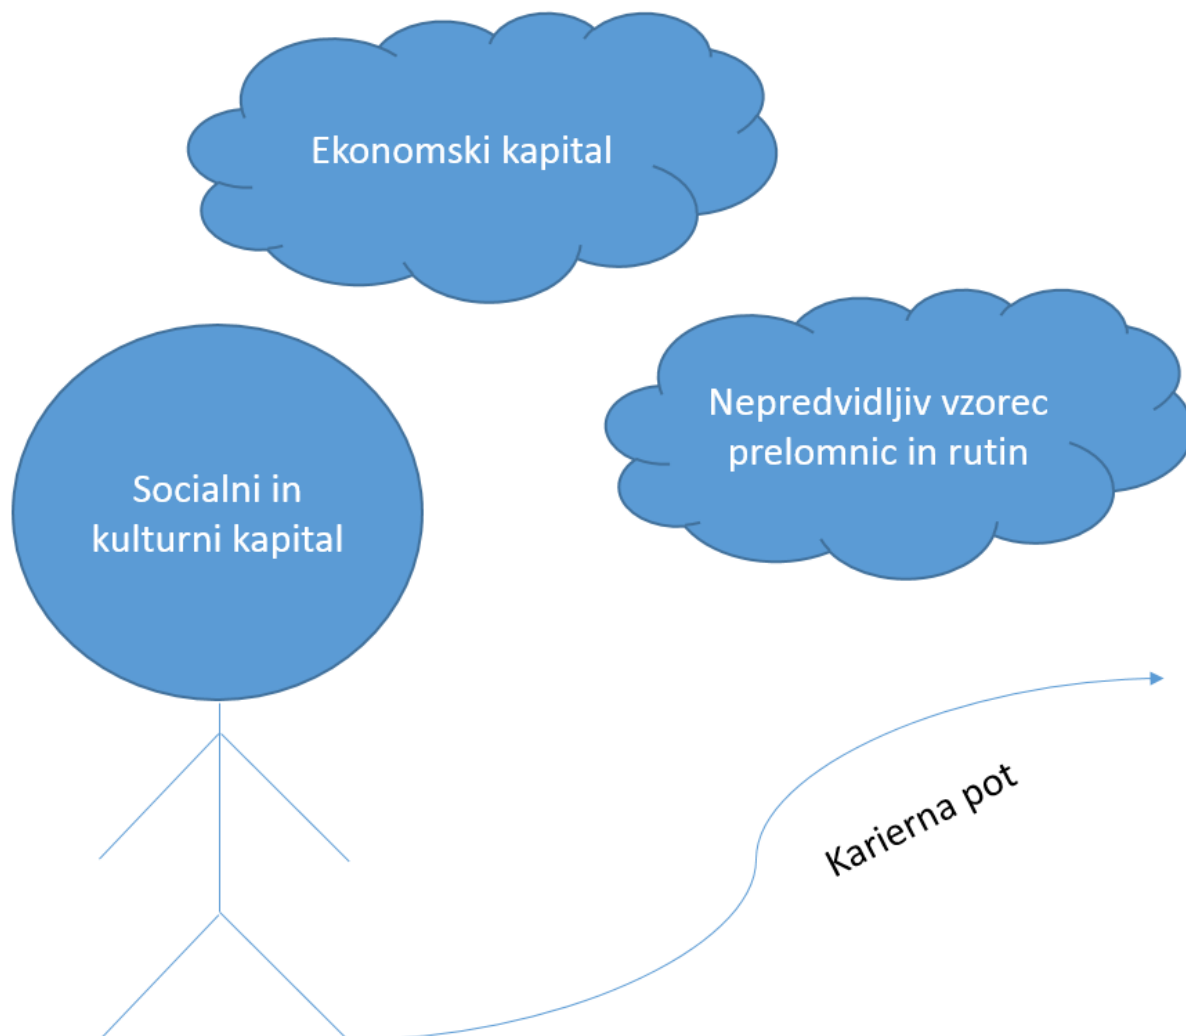 Ekonomski kapital
Nepredvidljiv vzorec
prelomnic in rutin
Socialni in
kulturni kapital
Karierna pot